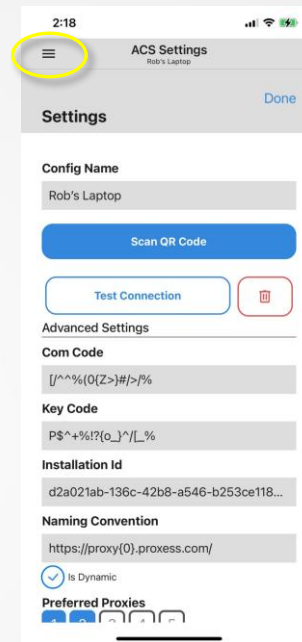 2:18
ACS Settings
Rob's Laptop
Done
Settings
Config Name
Rob's Laptop
Scan QR Code
Test Connection
Advanced Settings
Com Code
[/^^%(0{Z>}#/>/%
Key Code
P$^+%!?{o_}^/[_%
Installation Id
d2a021ab-136c-42b8-a546-b253ce118...
Naming Convention
https://proxy{0}.proxess.com/
Is Dynamic
Preferred Proxies
1 2 3 4 5